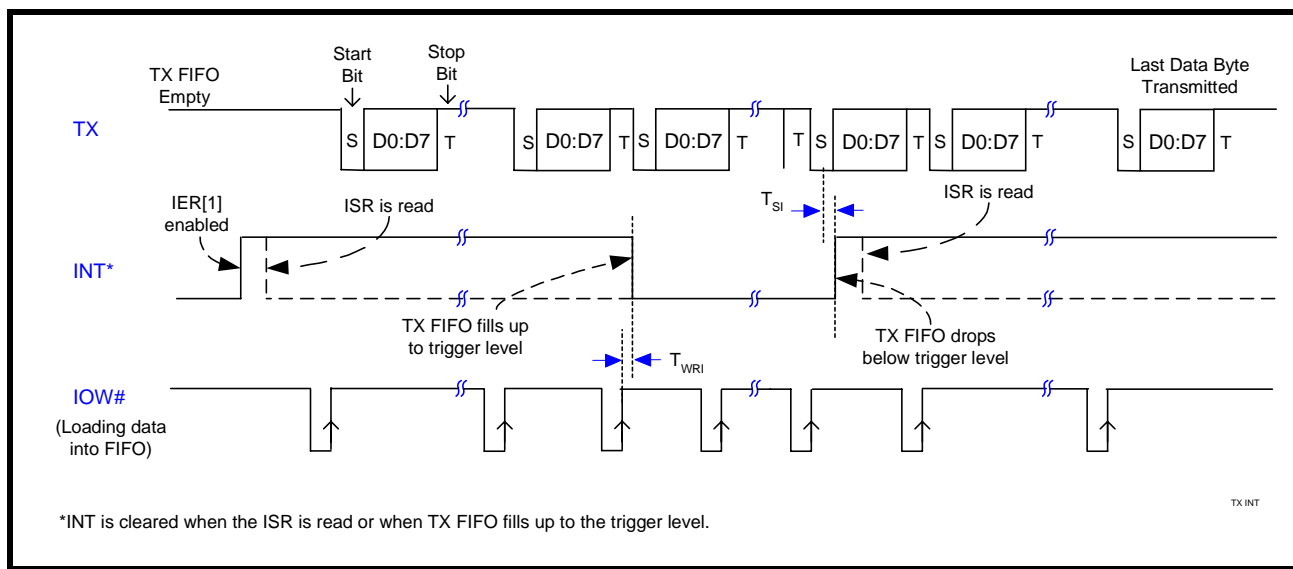 Start
Bit
Stop
Bit
TX FIFO
Empty
Last Data Byte
Transmitted
TX
S D0:D7 T S D0:D7 T S D0:D7 T T S D0:D7 T S D0:D7 T S D0:D7 T
IER[1]
enabled
ISR is read
TSI
ISR is read
INT*
TX FIFO fills up
to trigger level
TX FIFO drops
below trigger level
TWRI
IOW#
(Loading data
into FIFO)
TX INT
*INT is cleared when the ISR is read or when TX FIFO fills up to the trigger level.